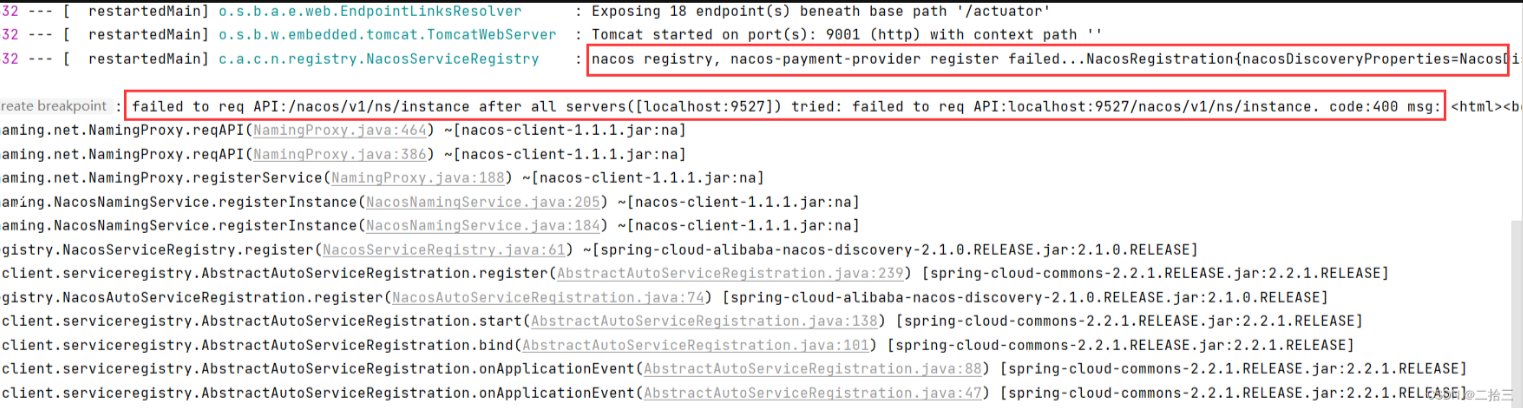 532 --- [  restartedMain] o.s.b.a.e.web.EndpointLinksResolver      : Exposing 18 endpoint(s) beneath base path '/actuator'
532 --- [  restartedMain] o.s.b.w.embedded.tomcat.TomcatWebServer  : Tomcat started on port(s): 9001 (http) with context path ''
532 --- [  restartedMain] c.a.c.n.registry.NacosServiceRegistry    : nacos registry, nacos-payment-provider register failed...NacosRegistration{nacosDiscoveryProperties=NacosDi
reate breakpoint : failed to req API:/nacos/v1/ns/instance after all servers([localhost:9527]) tried: failed to req API:localhost:9527/nacos/v1/ns/instance. code:400 msg: <html><b
naming.net.NamingProxy.reqAPI(NamingProxy.java:464) ~[nacos-client-1.1.1.jar:na]
naming.net.NamingProxy.reqAPI(NamingProxy.java:386) ~[nacos-client-1.1.1.jar:na]
naming.net.NamingProxy.registerService(NamingProxy.java:188) ~[nacos-client-1.1.1.jar:na]
naming.NacosNamingService.registerInstance(NacosNamingService.java:205) ~[nacos-client-1.1.1.jar:na]
naming.NacosNamingService.registerInstance(NacosNamingService.java:184) ~[nacos-client-1.1.1.jar:na]
egistry.NacosServiceRegistry.register(NacosServiceRegistry.java:61) ~[spring-cloud-alibaba-nacos-discovery-2.1.0.RELEASE.jar:2.1.0.RELEASE]
client.serviceregistry.AbstractAutoServiceRegistration.register(AbstractAutoServiceRegistration.java:239) [spring-cloud-commons-2.2.1.RELEASE.jar:2.2.1.RELEASE]
egistry.NacosAutoServiceRegistration.register(NacosAutoServiceRegistration.java:74) [spring-cloud-alibaba-nacos-discovery-2.1.0.RELEASE.jar:2.1.0.RELEASE]
client.serviceregistry.AbstractAutoServiceRegistration.start(AbstractAutoServiceRegistration.java:138) [spring-cloud-commons-2.2.1.RELEASE.jar:2.2.1.RELEASE]
client.serviceregistry.AbstractAutoServiceRegistration.bind(AbstractAutoServiceRegistration.java:101) [spring-cloud-commons-2.2.1.RELEASE.jar:2.2.1.RELEASE]
client.serviceregistry.AbstractAutoServiceRegistration.onApplicationEvent(AbstractAutoServiceRegistration.java:88) [spring-cloud-commons-2.2.1.RELEASE.jar:2.2.1.RELEASE]
client.serviceregistry.AbstractAutoServiceRegistration.onApplicationEvent(AbstractAutoServiceRegistration.java:47) [spring-cloud-commons-2.2.1.RELEASE.jar:2.2.1.RELEASE]
CSDN @二拾三